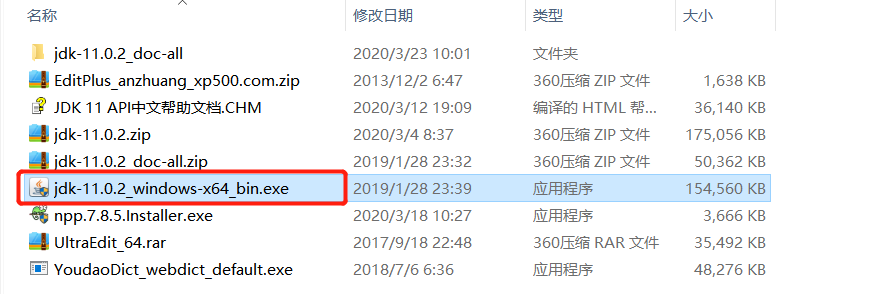 名称 修改日期 类型 大小
jdk-11.0.2_doc-all 2020/3/23 10:01 文件夹
EditPlus_anzhuang_xp500.com.zip 2013/12/2 6:47 360压缩 ZIP 文件 1,638 KB
JDK 11 API中文帮助文档.CHM 2020/3/12 19:09 编译的 HTML 帮... 36,140 KB
jdk-11.0.2.zip 2020/3/4 8:37 360压缩 ZIP 文件 175,056 KB
jdk-11.0.2_doc-all.zip 2019/1/28 23:32 360压缩 ZIP 文件 50,362 KB
jdk-11.0.2_windows-x64_bin.exe 2019/1/28 23:39 应用程序 154,560 KB
npp.7.8.5.Installer.exe 2020/3/18 10:27 应用程序 3,666 KB
UltraEdit_64.rar 2017/9/18 22:48 360压缩 RAR 文件 35,492 KB
YoudaoDict_webdict_default.exe 2018/7/6 6:36 应用程序 48,276 KB